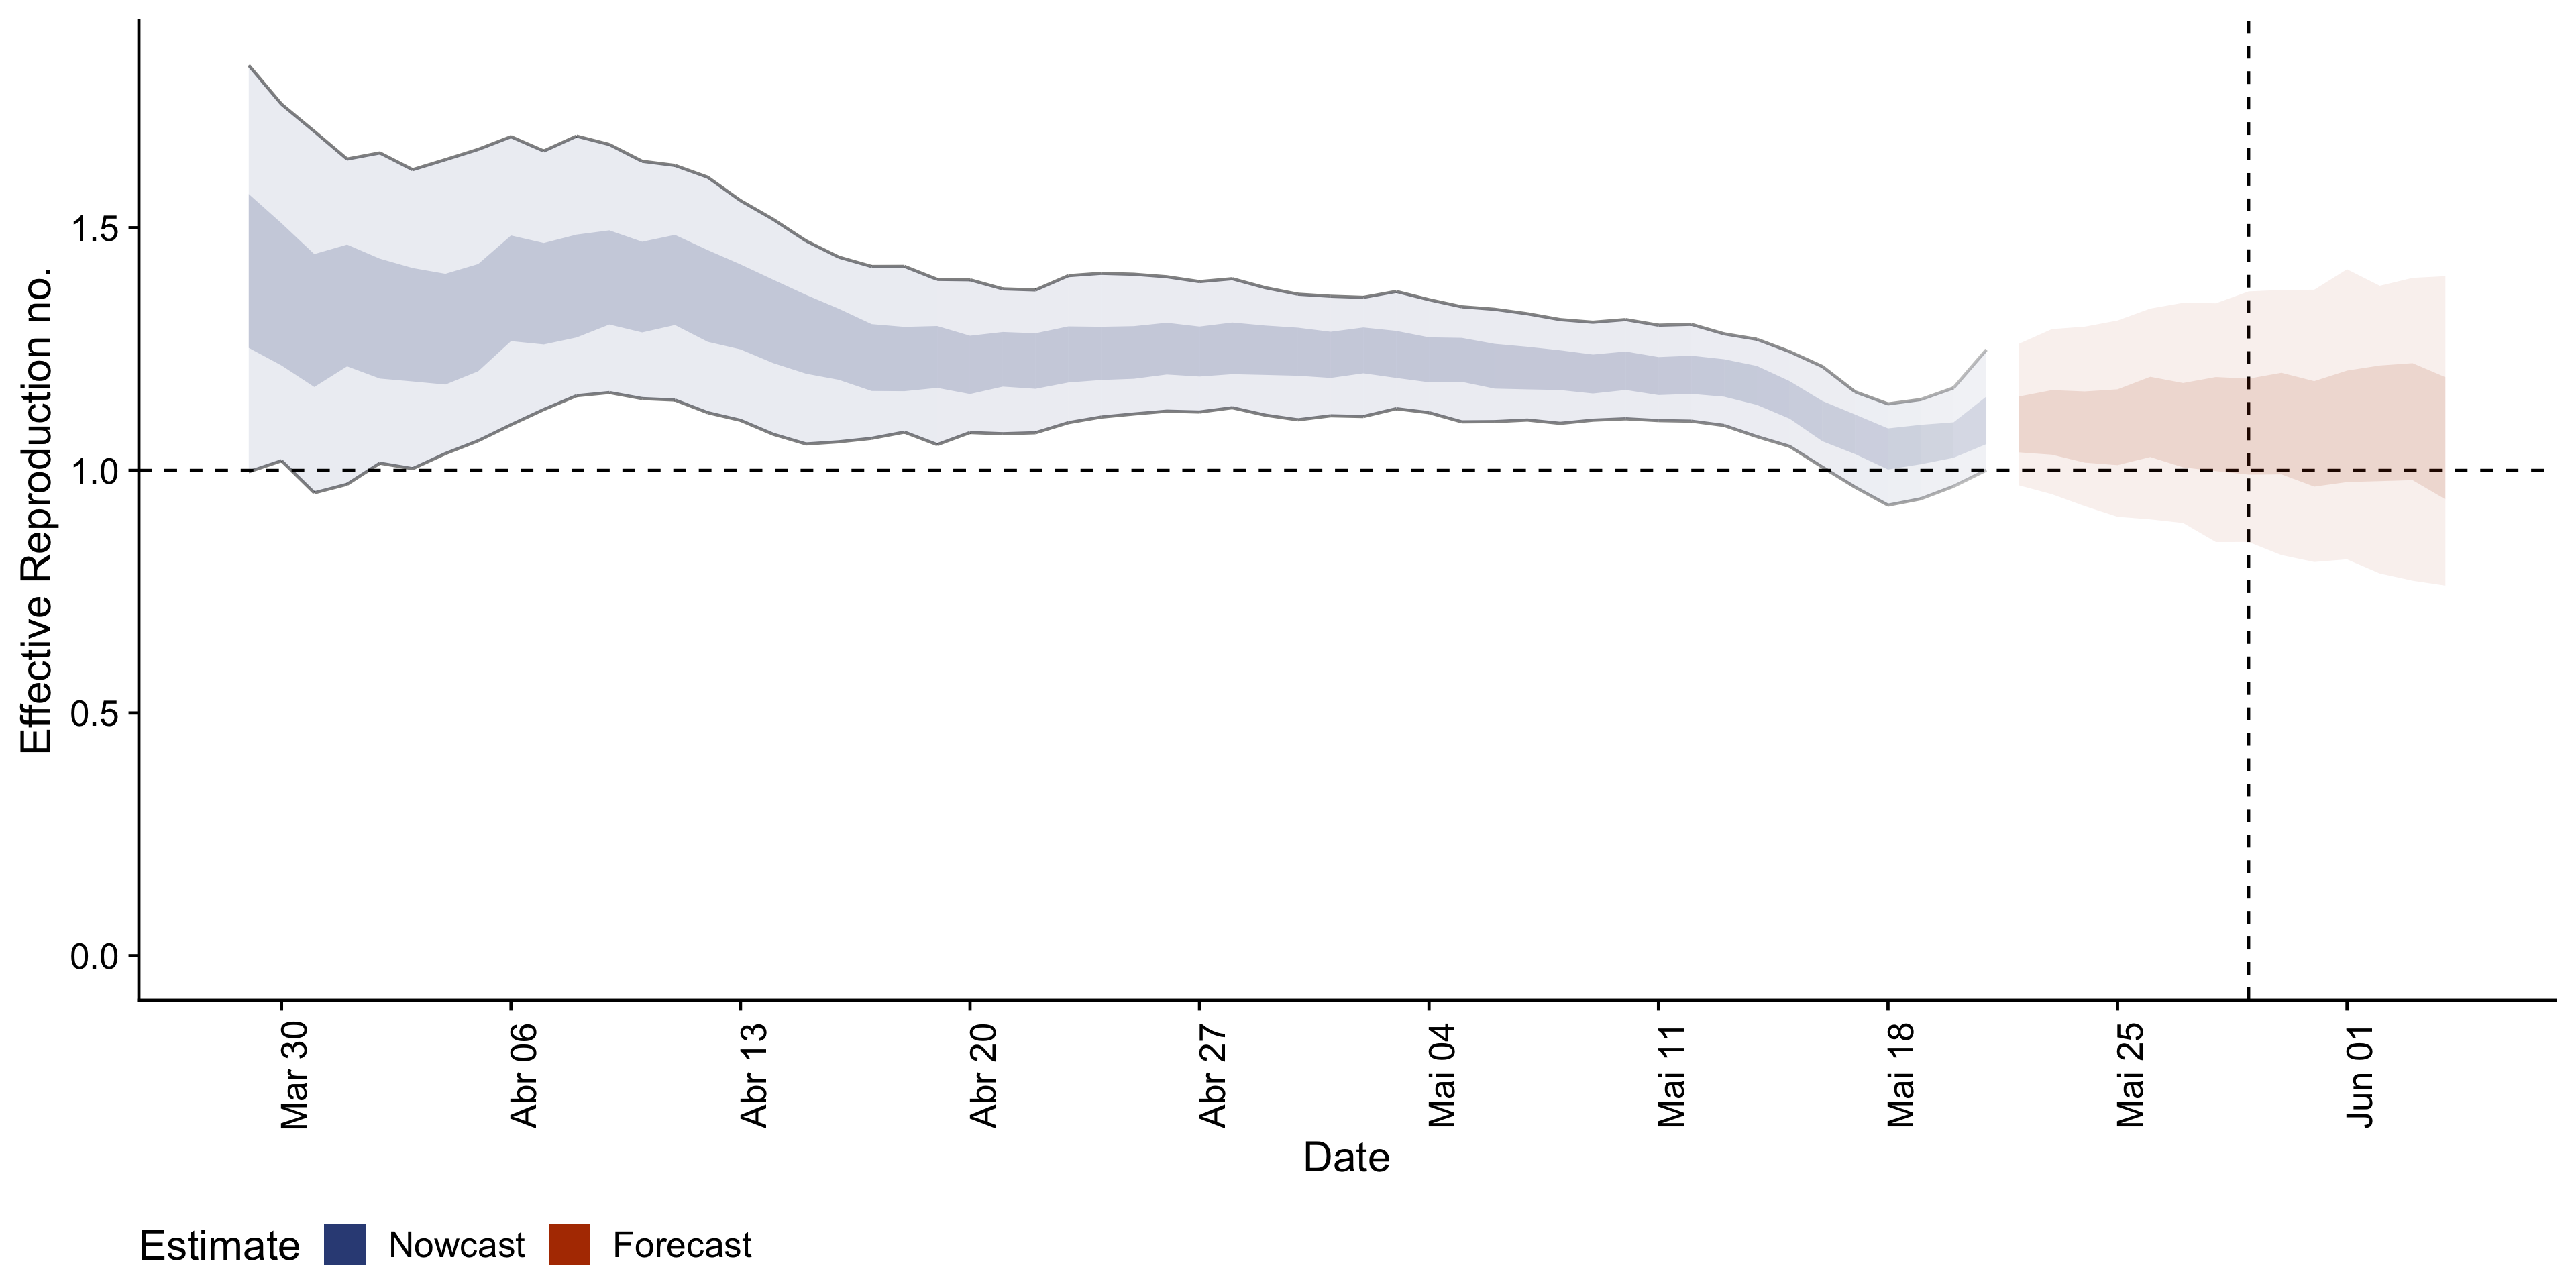 Effective Reproduction no.
1.5
1.0
0.5
0.0
Mar 30
Abr 06
Abr 13
Abr 20
Abr 27
Mai 04
Mai 11
Mai 18
Mai 25
Jun 01
Date
Estimate Nowcast Forecast